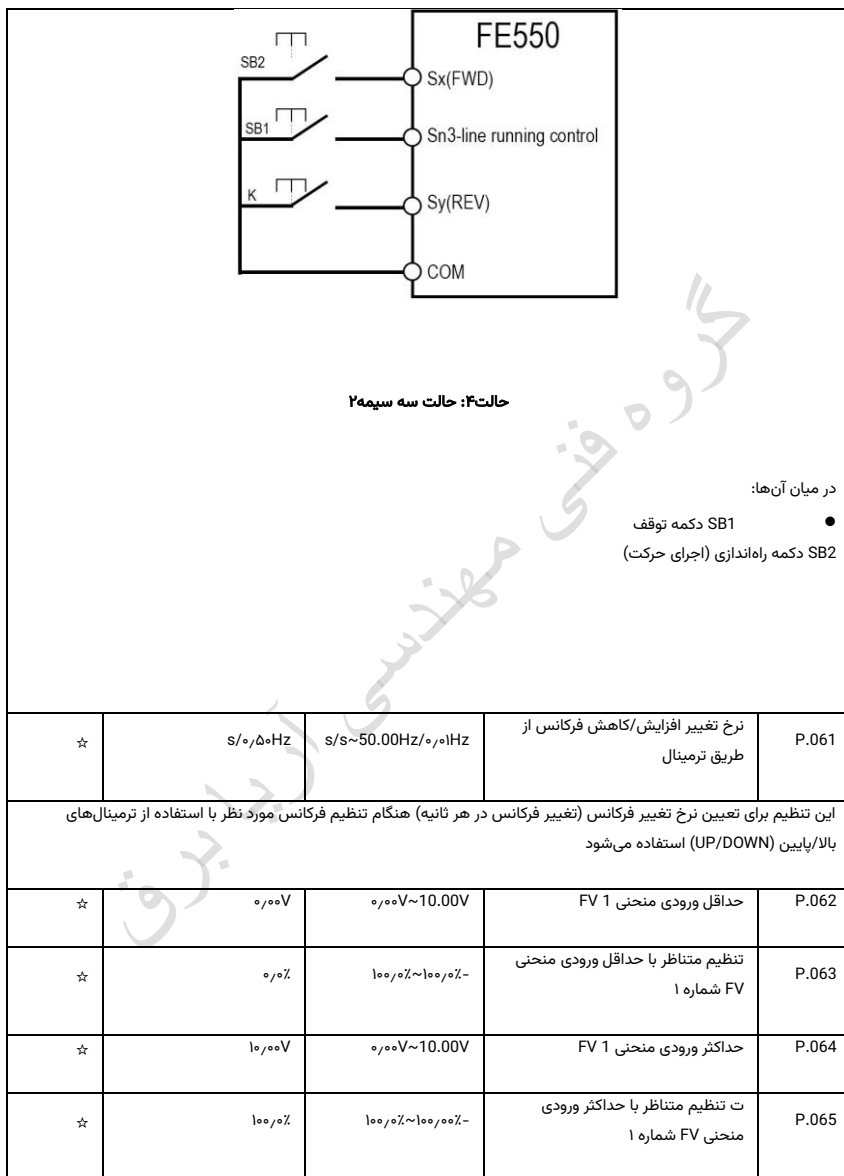 FE550
SB2
Sx(FWD)
SB1
Sn3-line running control
K
Sy(REV)
COM
حالت۴: حالت سه سیمه۲
در میان آن‌ها:
● SB1 دکمه توقف
SB2 دکمه راه‌اندازی (اجرای حرکت)
P.061
نرخ تغییر افزایش/کاهش فرکانس از
طریق ترمینال
s/s~50.00Hz/۰٫۰۱Hz
s/۰٫۵۰Hz
☆
این تنظیم برای تعیین نرخ تغییر فرکانس (تغییر فرکانس در هر ثانیه) هنگام تنظیم فرکانس مورد نظر با استفاده از ترمینال‌های
بالا/پایین (UP/DOWN) استفاده می‌شود
P.062
حداقل ورودی منحنی FV 1
۰٫۰۰V~10.00V
۰٫۰۰V
☆
P.063
تنظیم متناظر با حداقل ورودی منحنی
FV شماره ۱
۱۰۰٫۰٪~۱۰۰٫۰٪-
۰٫۰٪
☆
P.064
حداکثر ورودی منحنی FV 1
۰٫۰۰V~10.00V
۱۰٫۰۰V
☆
P.065
ت تنظیم متناظر با حداکثر ورودی
منحنی FV شماره ۱
۱۰۰٫۰٪~۱۰۰٫۰۰٪-
۱۰۰٫۰٪
☆
گروه فنی مهندسی آریا برق